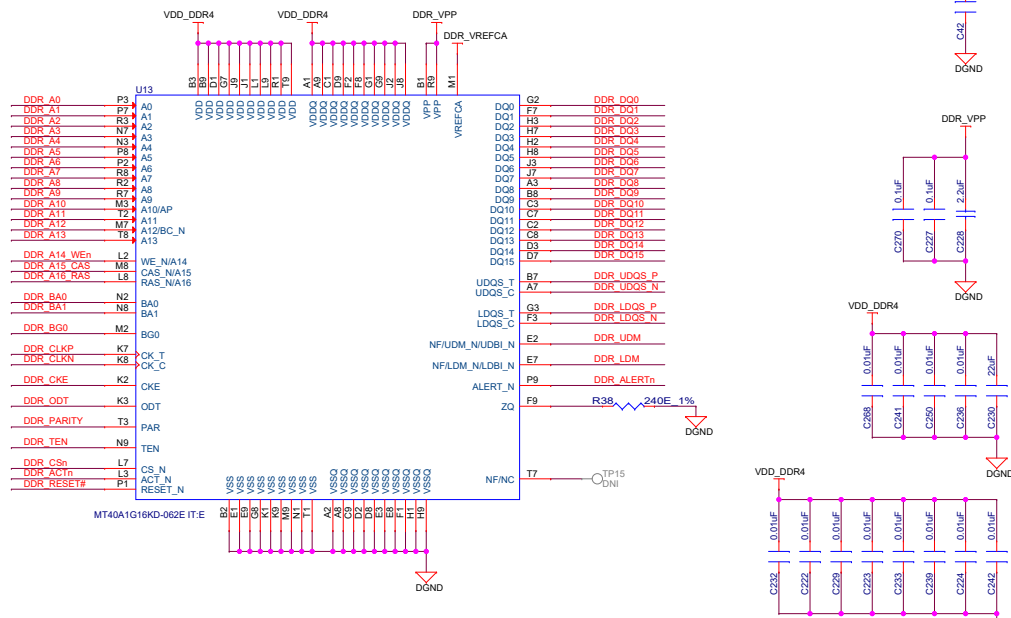 VDD_DDR4 VDD_DDR4 DDR_VPP
DDR_VREFCA
C42
DGND
B3 B9 D1 G7 J9 J1 L1 L9 R1 T9 A1 A9 C1 D9 F2 F8 G1 G9 J2 J8 B1 R9 M1
U13
VDD VDD VDD VDD VDD VDD VDD VDD VDD VDD VDDQ VDDQ VDDQ VDDQ VDDQ VDDQ VDDQ VDDQ VDDQ VDDQ VPP VPP VREFCA
DDR_A0 P3 A0
DDR_A1 P7 A1
DDR_A2 R3 A2
DDR_A3 N7 A3
DDR_A4 N3 A4
DDR_A5 P8 A5
DDR_A6 P2 A6
DDR_A7 R8 A7
DDR_A8 R2 A8
DDR_A9 R7 A9
DDR_A10 M3 A10/AP
DDR_A11 T2 A11
DDR_A12 M7 A12/BC_N
DDR_A13 T8 A13
DDR_A14_WEn L2 WE_N/A14
DDR_A15_CAS M8 CAS_N/A15
DDR_A16_RAS L8 RAS_N/A16
DDR_BA0 N2 BA0
DDR_BA1 N8 BA1
DDR_BG0 M2 BG0
DDR_CLKP K7 CK_T
DDR_CLKN K8 CK_C
DDR_CKE K2 CKE
DDR_ODT K3 ODT
DDR_PARITY T3 PAR
DDR_TEN N9 TEN
DDR_CSn L7 CS_N
DDR_ACTn L3 ACT_N
DDR_RESET# P1 RESET_N
DQ0 G2 DDR_DQ0
DQ1 F7 DDR_DQ1
DQ2 H3 DDR_DQ2
DQ3 H7 DDR_DQ3
DQ4 H2 DDR_DQ4
DQ5 H8 DDR_DQ5
DQ6 J3 DDR_DQ6
DQ7 J7 DDR_DQ7
DQ8 A3 DDR_DQ8
DQ9 B8 DDR_DQ9
DQ10 C3 DDR_DQ10
DQ11 C7 DDR_DQ11
DQ12 C2 DDR_DQ12
DQ13 C8 DDR_DQ13
DQ14 D3 DDR_DQ14
DQ15 D7 DDR_DQ15
UDQS_T B7 DDR_UDQS_P
UDQS_C A7 DDR_UDQS_N
LDQS_T G3 DDR_LDQS_P
LDQS_C F3 DDR_LDQS_N
NF/UDM_N/UDBI_N E2 DDR_UDM
NF/LDM_N/LDBI_N E7 DDR_LDM
ALERT_N P9 DDR_ALERTn
ZQ F9 R38 240E_1%
DGND
NF/NC T7 TP15
DNI
VSS VSS VSS VSS VSS VSS VSS VSS VSS VSSQ VSSQ VSSQ VSSQ VSSQ VSSQ VSSQ VSSQ VSSQ VSSQ
MT40A1G16KD-062E IT:E
B2 E1 E9 G8 K1 K9 M9 N1 T1 A2 A8 C9 D2 D8 E3 E8 F1 H1 H9
DGND
DDR_VPP
0.1uF 0.1uF 2.2uF
C270 C227 C228
DGND
VDD_DDR4
0.01uF 0.01uF 0.01uF 0.01uF 22uF
C268 C241 C250 C236 C230
DGND
VDD_DDR4
0.01uF 0.01uF 0.01uF 0.01uF 0.01uF 0.01uF 0.01uF 0.01uF
C232 C222 C229 C223 C233 C239 C224 C242